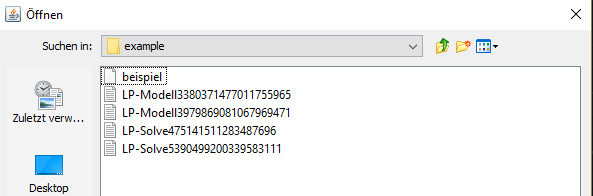 Öffnen
Suchen in: example
beispiel
LP-Modell3380371477011755965
LP-Modell3979869081067969471
LP-Solve475141511283487696
LP-Solve5390499200339583111
Zuletzt verw...
Desktop